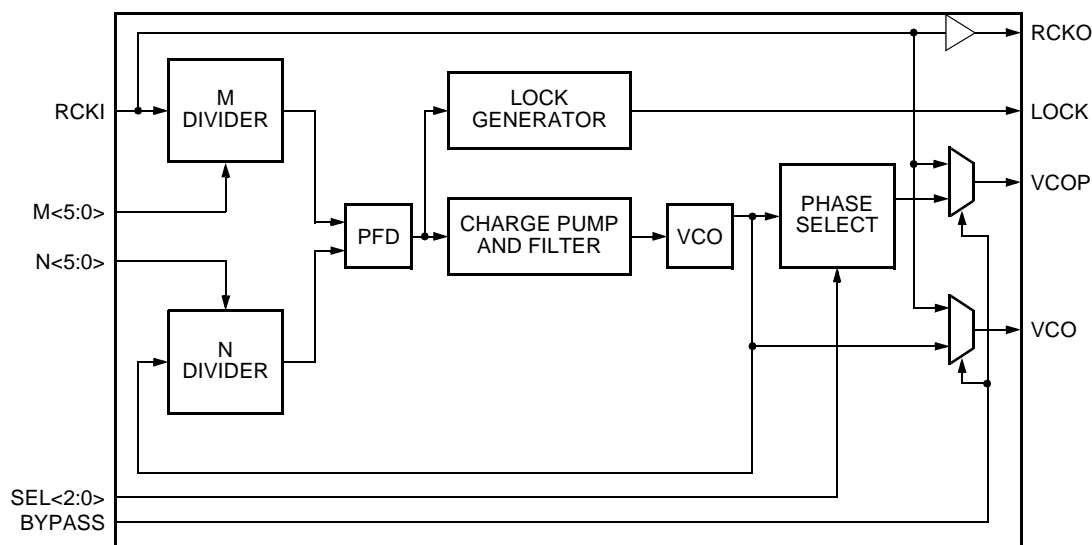 RCKO
M
DIVIDER
LOCK
GENERATOR
RCKI
LOCK
PHASE
SELECT
VCOP
M<5:0>
PFD
CHARGE PUMP
AND FILTER
VCO
N<5:0>
N
DIVIDER
VCO
SEL<2:0>
BYPASS